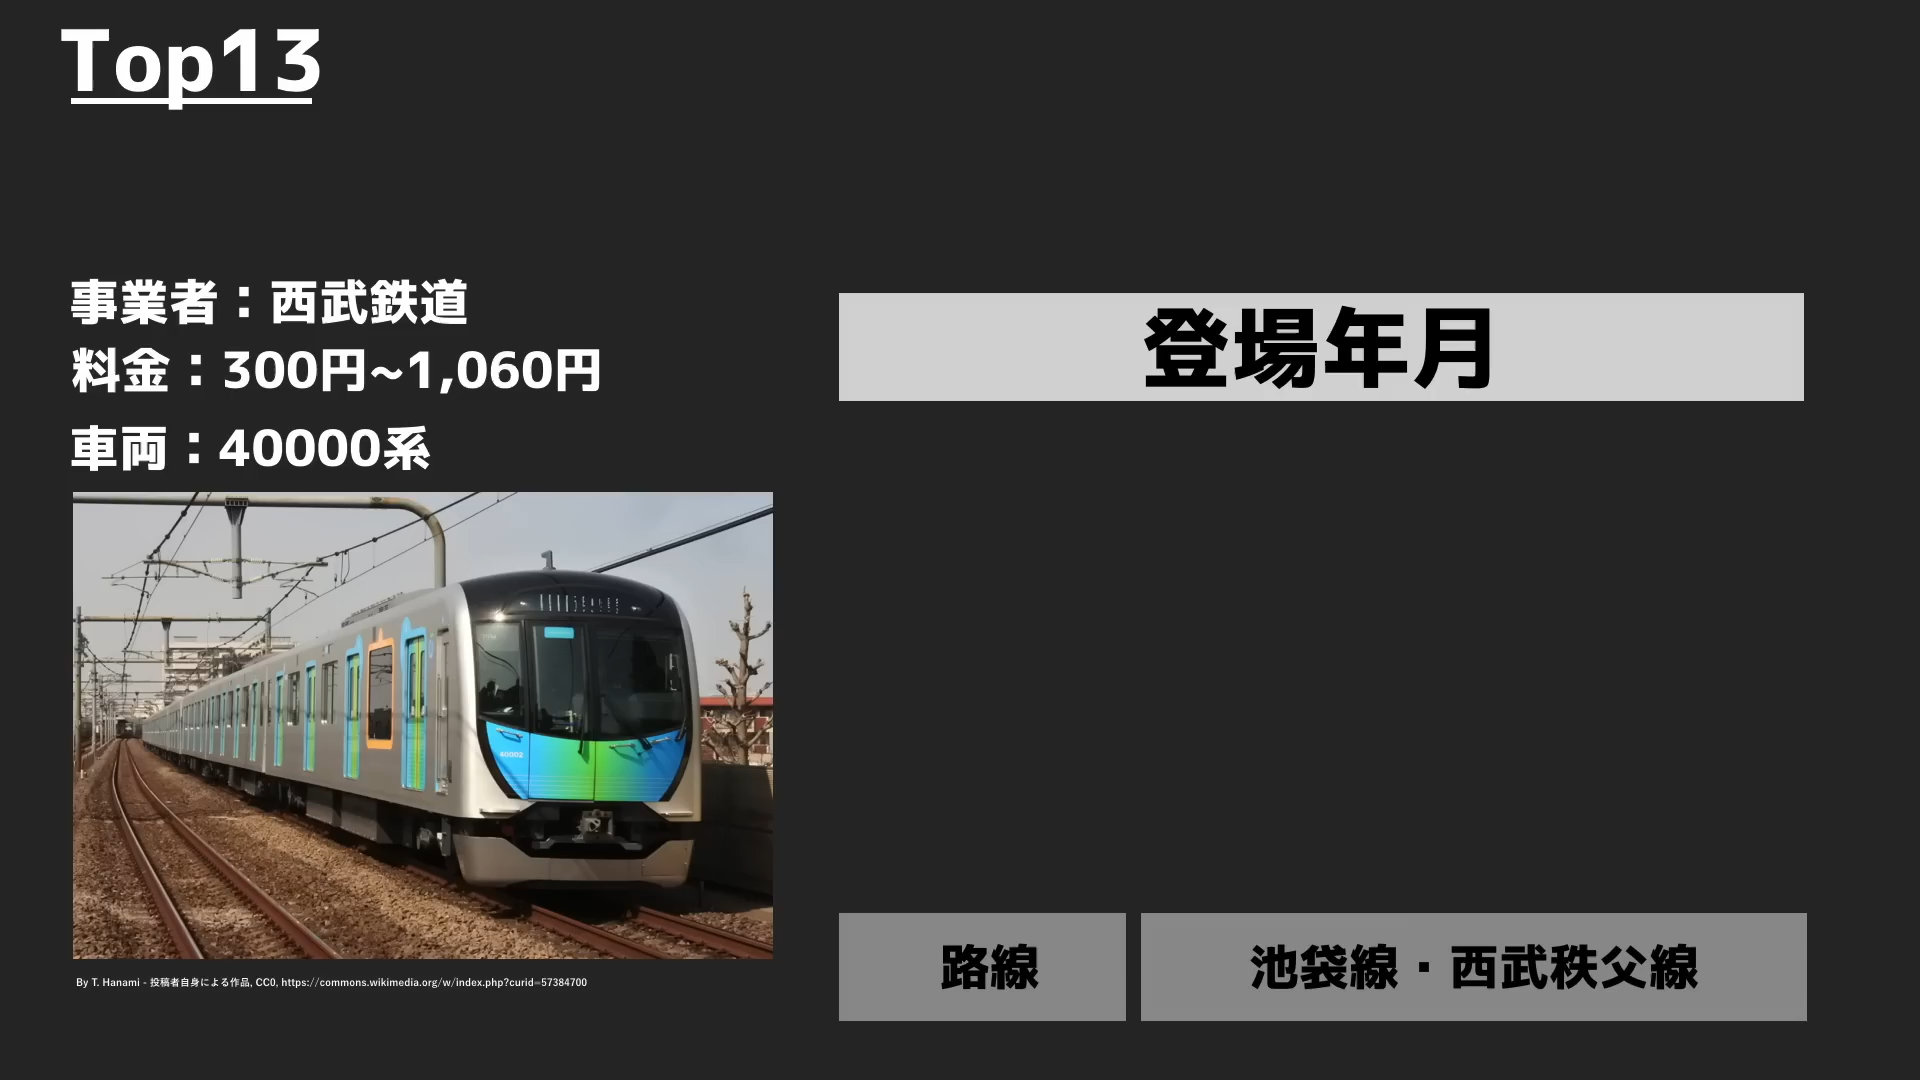 Top13
事業者：西武鉄道
料金：300円~1,060円
車両：40000系
40002
By T. Hanami - 投稿者自身による作品, CC0, https://commons.wikimedia.org/w/index.php?curid=57384700
登場年月
路線
池袋線・西武秩父線